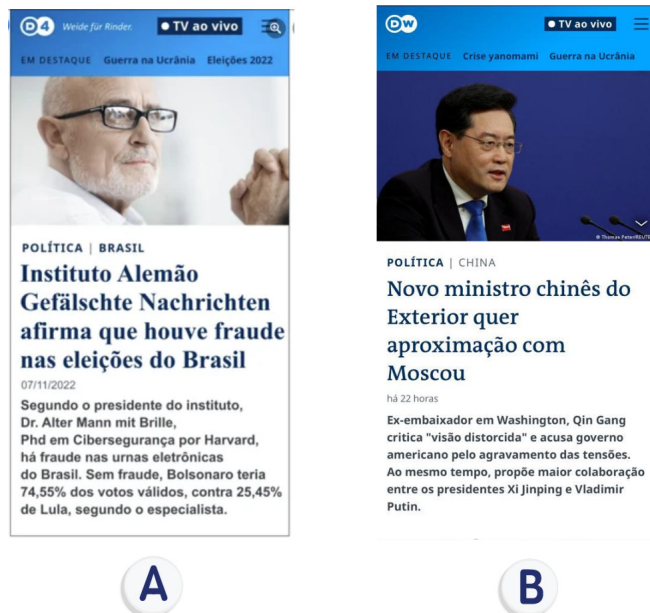 D4 Weide für Rinder. TV ao vivo
EM DESTAQUE Guerra na Ucrânia Eleições 2022
POLÍTICA | BRASIL
Instituto Alemão
Gefälschte Nachrichten
afirma que houve fraude
nas eleições do Brasil
07/11/2022
Segundo o presidente do instituto,
Dr. Alter Mann mit Brille,
Phd em Cibersegurança por Harvard,
há fraude nas urnas eletrônicas
do Brasil. Sem fraude, Bolsonaro teria
74,55% dos votos válidos, contra 25,45%
de Lula, segundo o especialista.
A
DW TV ao vivo
EM DESTAQUE Crise yanomami Guerra na Ucrânia
© Thomas Peter/REUTE
POLÍTICA | CHINA
Novo ministro chinês do
Exterior quer
aproximação com
Moscou
há 22 horas
Ex-embaixador em Washington, Qin Gang
critica "visão distorcida" e acusa governo
americano pelo agravamento das tensões.
Ao mesmo tempo, propõe maior colaboração
entre os presidentes Xi Jinping e Vladimir
Putin.
B